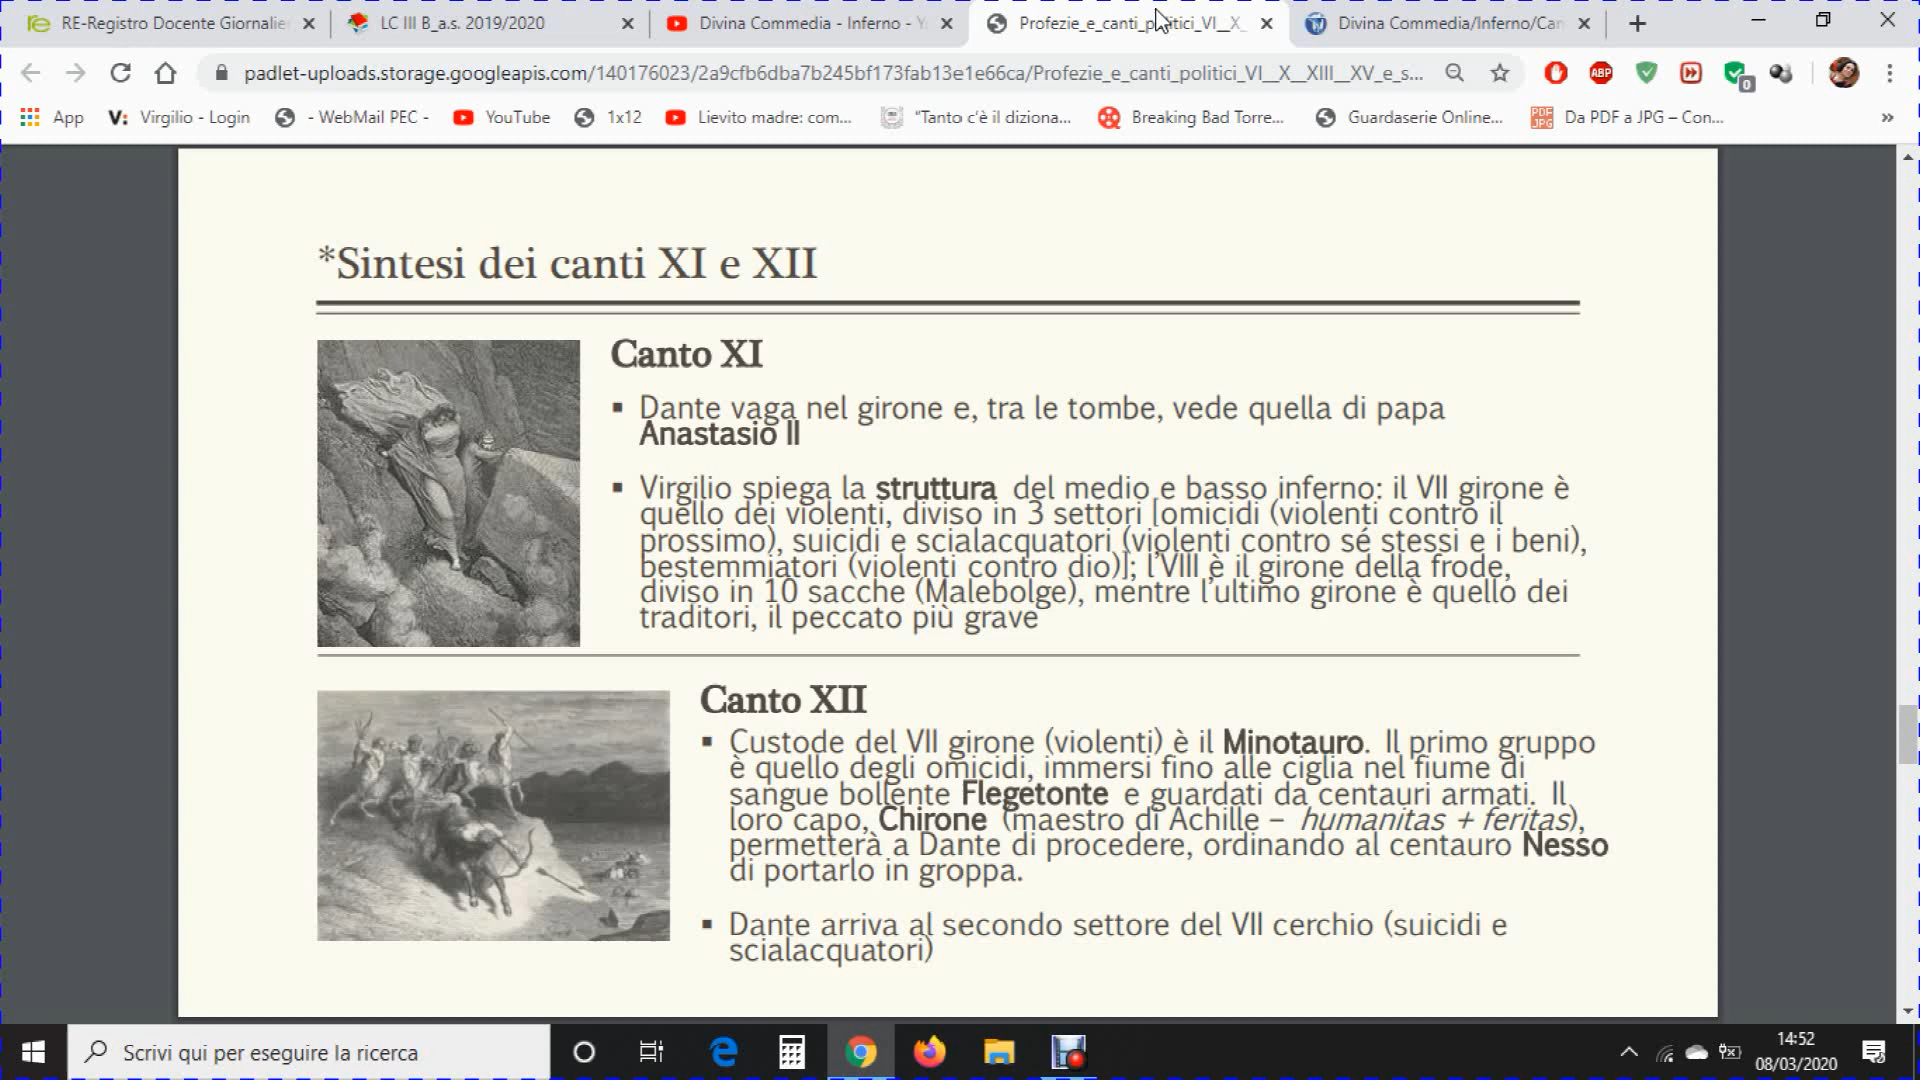 RE-Registro Docente Giornalie
LC III B_a.s. 2019/2020
Divina Commedia - Inferno - Y
Profezie_e_canti_politici_VI__X_
Divina Commedia/Inferno/Can
padlet-uploads.storage.googleapis.com/140176023/2a9cfb6dba7b245bf173fab13e1e66ca/Profezie_e_canti_politici_VI__X__XIII__XV_e_s...
ABP
0
App
V: Virgilio - Login
- WebMail PEC -
YouTube
1x12
Lievito madre: com...
"Tanto c'è il diziona...
Breaking Bad Torre...
Guardaserie Online...
PDF JPG
Da PDF a JPG – Con...
»
*Sintesi dei canti XI e XII
Canto XI
▪ Dante vaga nel girone e, tra le tombe, vede quella di papa
Anastasio II
▪ Virgilio spiega la struttura del medio e basso inferno: il VII girone è
quello dei violenti, diviso in 3 settori [omicidi (violenti contro il
prossimo), suicidi e scialacquatori (violenti contro sé stessi e i beni),
bestemmiatori (violenti contro dio)]; l'VIII è il girone della frode,
diviso in 10 sacche (Malebolge), mentre l'ultimo girone è quello dei
traditori, il peccato più grave
Canto XII
▪ Custode del VII girone (violenti) è il Minotauro. Il primo gruppo
è quello degli omicidi, immersi fino alle ciglia nel fiume di
sangue bollente Flegetonte e guardati da centauri armati. Il
loro capo, Chirone (maestro di Achille – humanitas + feritas),
permetterà a Dante di procedere, ordinando al centauro Nesso
di portarlo in groppa.
▪ Dante arriva al secondo settore del VII cerchio (suicidi e
scialacquatori)
Scrivi qui per eseguire la ricerca
14:52
08/03/2020